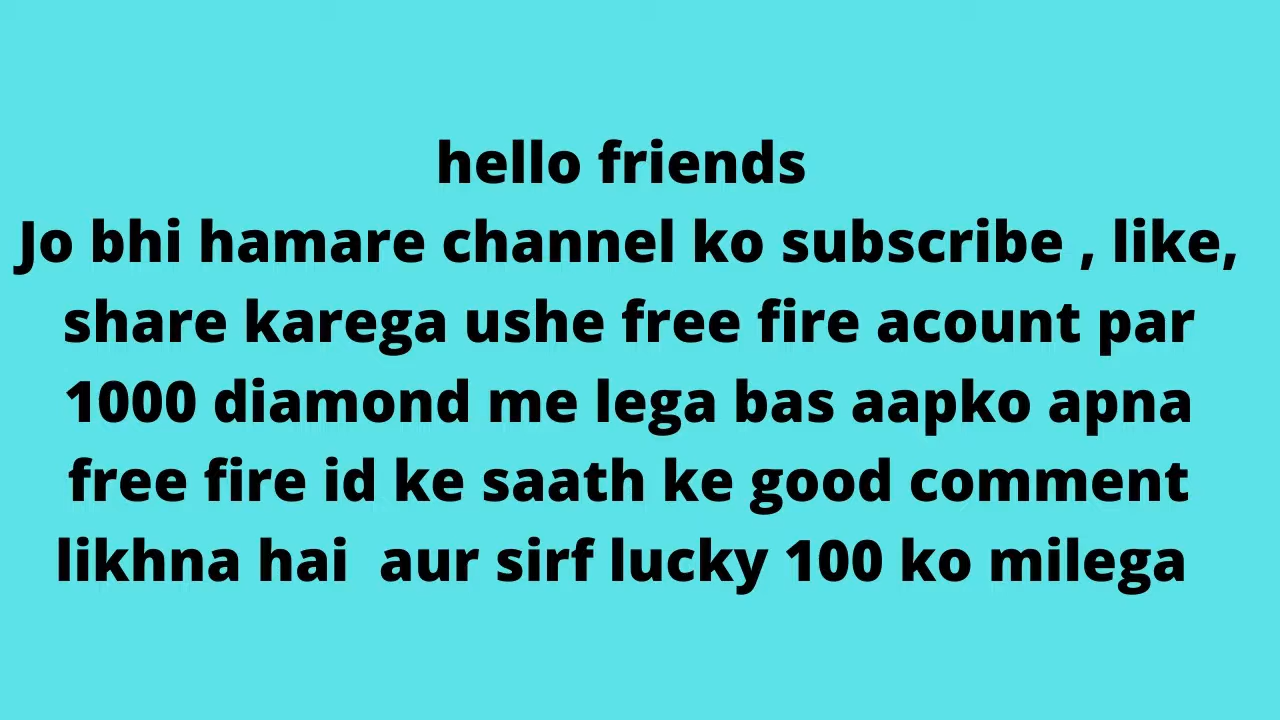 hello friends
Jo bhi hamare channel ko subscribe , like,
share karega ushe free fire acount par
1000 diamond me lega bas aapko apna
free fire id ke saath ke good comment
likhna hai  aur sirf lucky 100 ko milega